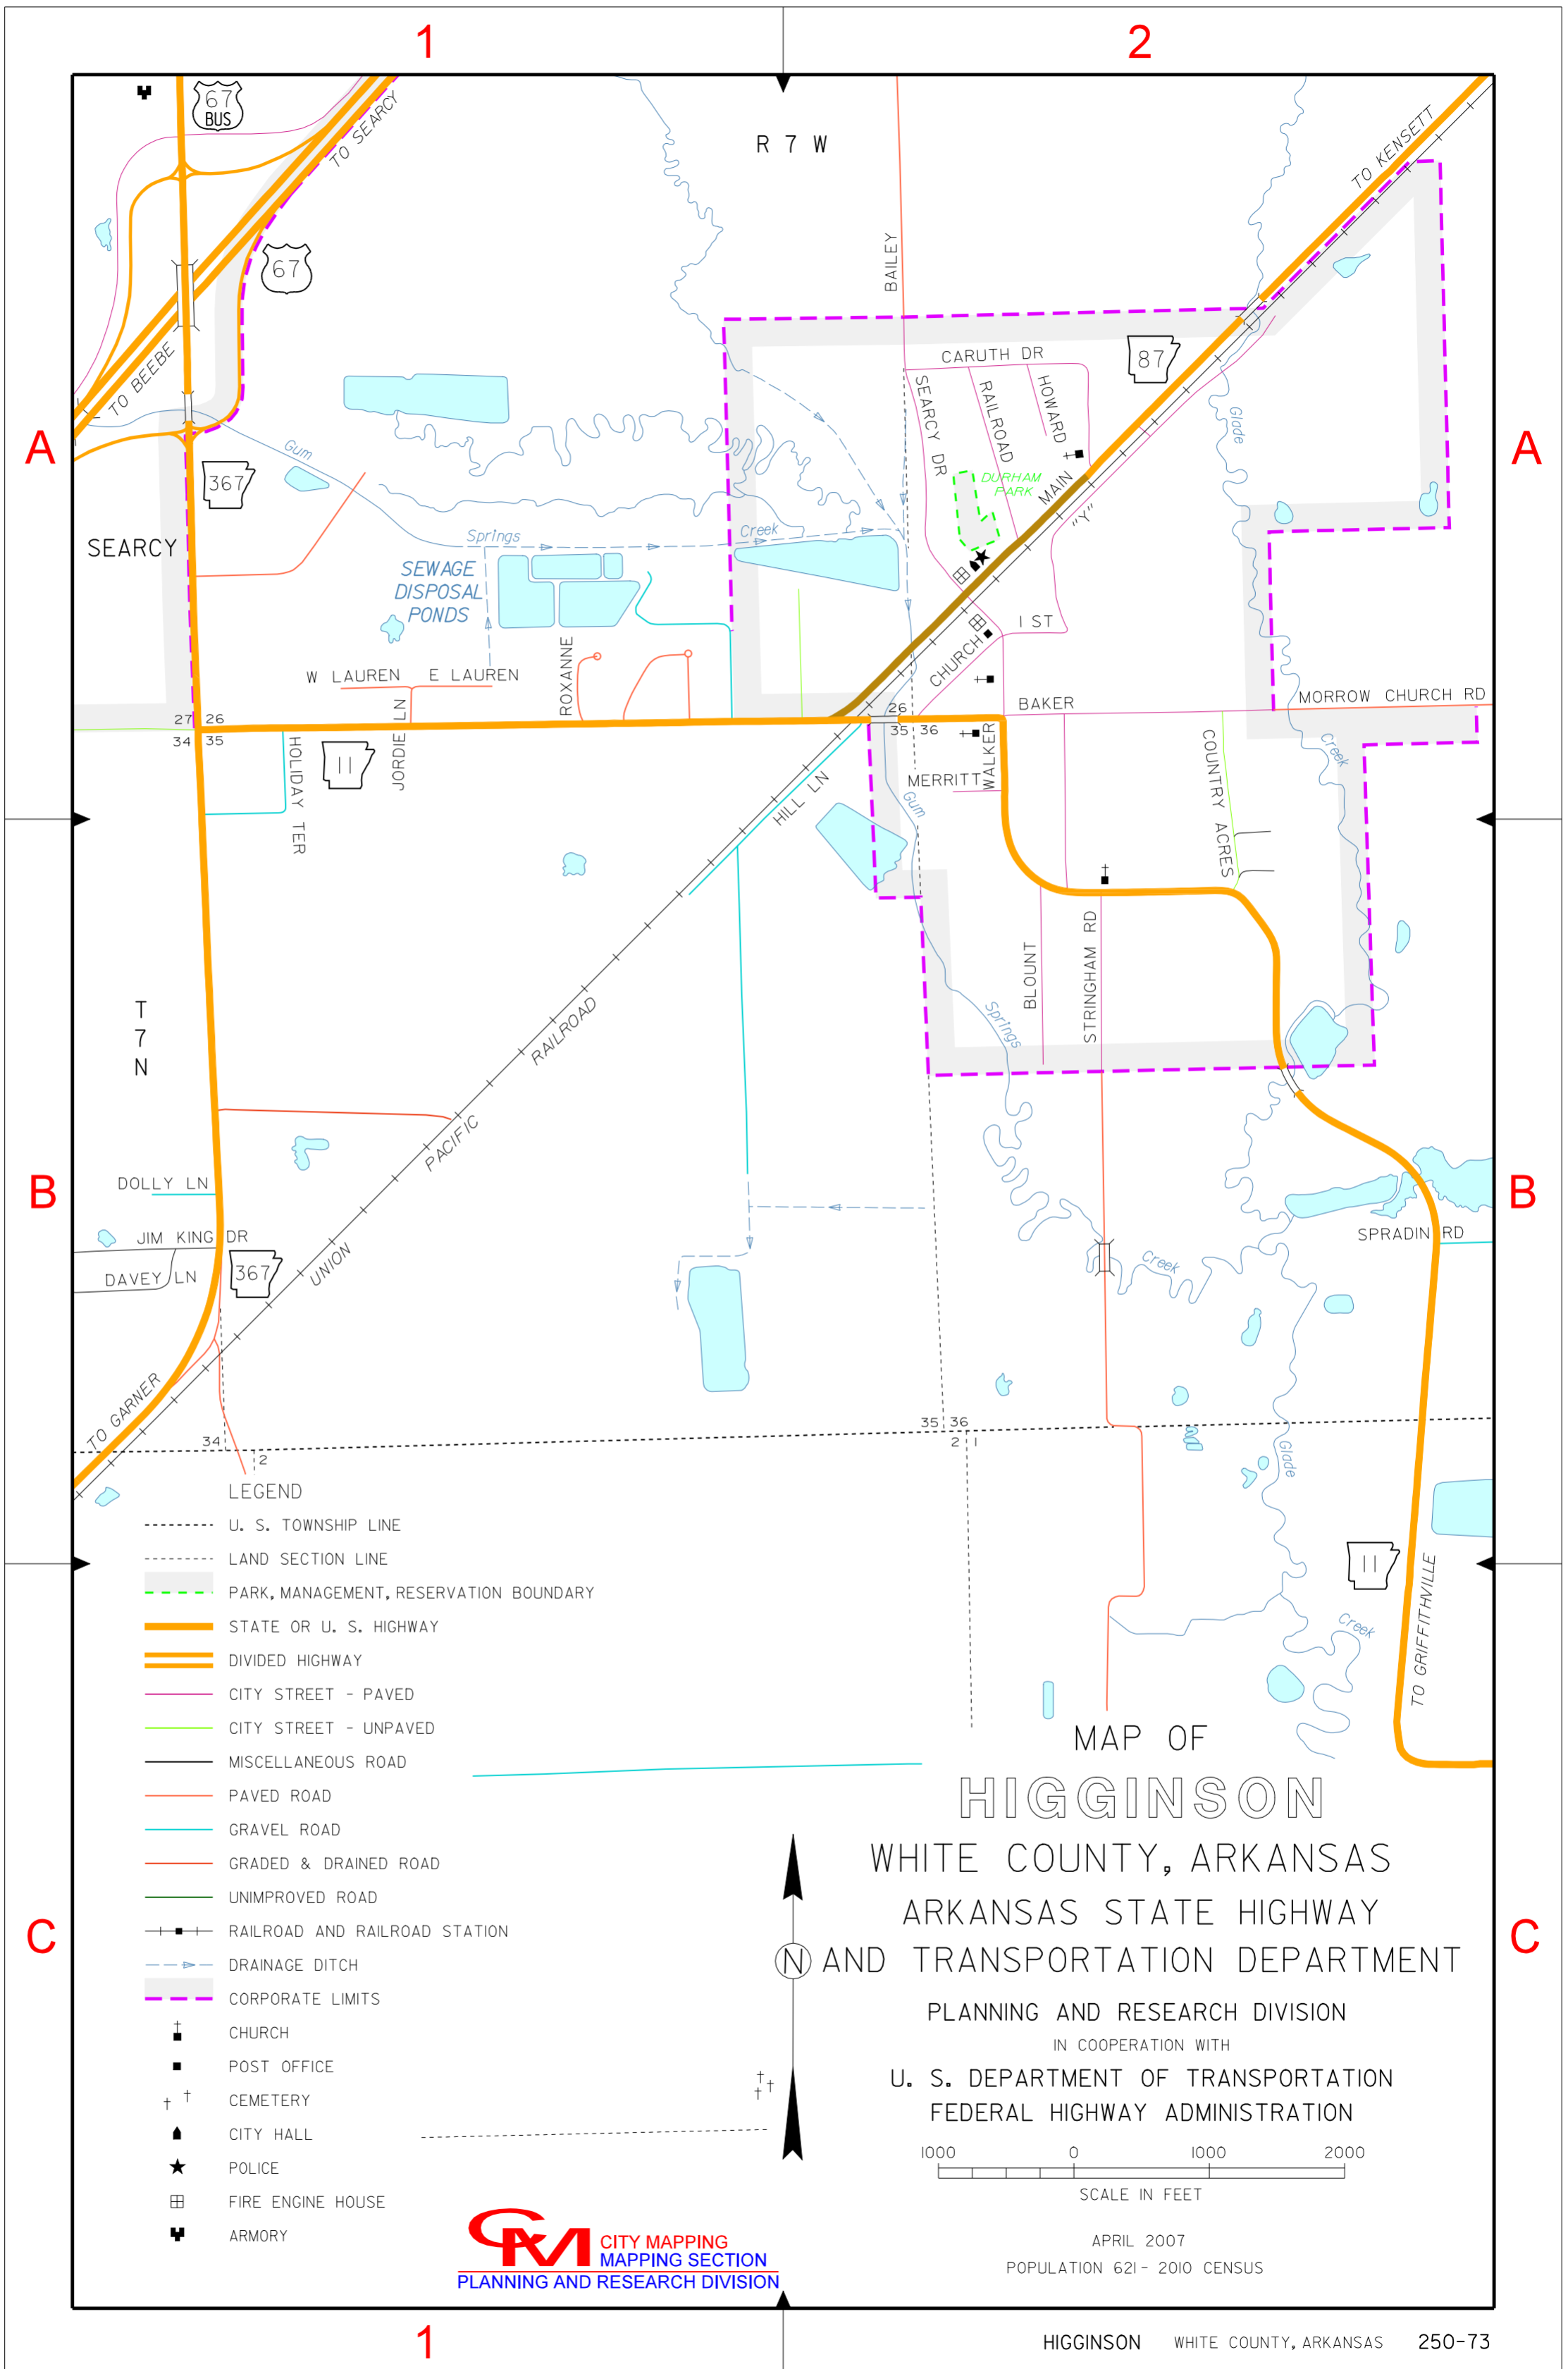 1
2
67
BUS
TO SEARCY
R 7 W
TO KENSETT
67
BAILEY
TO BEEBE
CARUTH DR
87
SEARCY DR
RAILROAD
HOWARD
Glade
A
A
Gum
367
DURHAM
PARK
MAIN
"Y"
SEARCY
Springs
Creek
SEWAGE
DISPOSAL
PONDS
I ST
CHURCH
W LAUREN
E LAUREN
ROXANNE
JORDIE LN
27 26
34 35
26
35 36
BAKER
MORROW CHURCH RD
HOLIDAY TER
11
HILL LN
MERRITT
WALKER
COUNTRY ACRES
Creek
Gum
BLOUNT
STRINGHAM RD
T
7
N
RAILROAD
Springs
PACIFIC
B
B
DOLLY LN
JIM KING DR
DAVEY LN
367
UNION
Creek
SPRADIN RD
TO GARNER
34
2
35 36
2 1
Glade
11
TO GRIFFITHVILLE
Creek
LEGEND
U. S. TOWNSHIP LINE
LAND SECTION LINE
PARK, MANAGEMENT, RESERVATION BOUNDARY
STATE OR U. S. HIGHWAY
DIVIDED HIGHWAY
CITY STREET - PAVED
CITY STREET - UNPAVED
MISCELLANEOUS ROAD
PAVED ROAD
GRAVEL ROAD
GRADED & DRAINED ROAD
UNIMPROVED ROAD
RAILROAD AND RAILROAD STATION
DRAINAGE DITCH
CORPORATE LIMITS
CHURCH
POST OFFICE
CEMETERY
CITY HALL
POLICE
FIRE ENGINE HOUSE
ARMORY
C
C
MAP OF
HIGGINSON
WHITE COUNTY, ARKANSAS
ARKANSAS STATE HIGHWAY
AND TRANSPORTATION DEPARTMENT
N
PLANNING AND RESEARCH DIVISION
IN COOPERATION WITH
U. S. DEPARTMENT OF TRANSPORTATION
FEDERAL HIGHWAY ADMINISTRATION
1000 0 1000 2000
SCALE IN FEET
APRIL 2007
POPULATION 621 - 2010 CENSUS
CM
CITY MAPPING
MAPPING SECTION
PLANNING AND RESEARCH DIVISION
1
HIGGINSON WHITE COUNTY, ARKANSAS 250-73